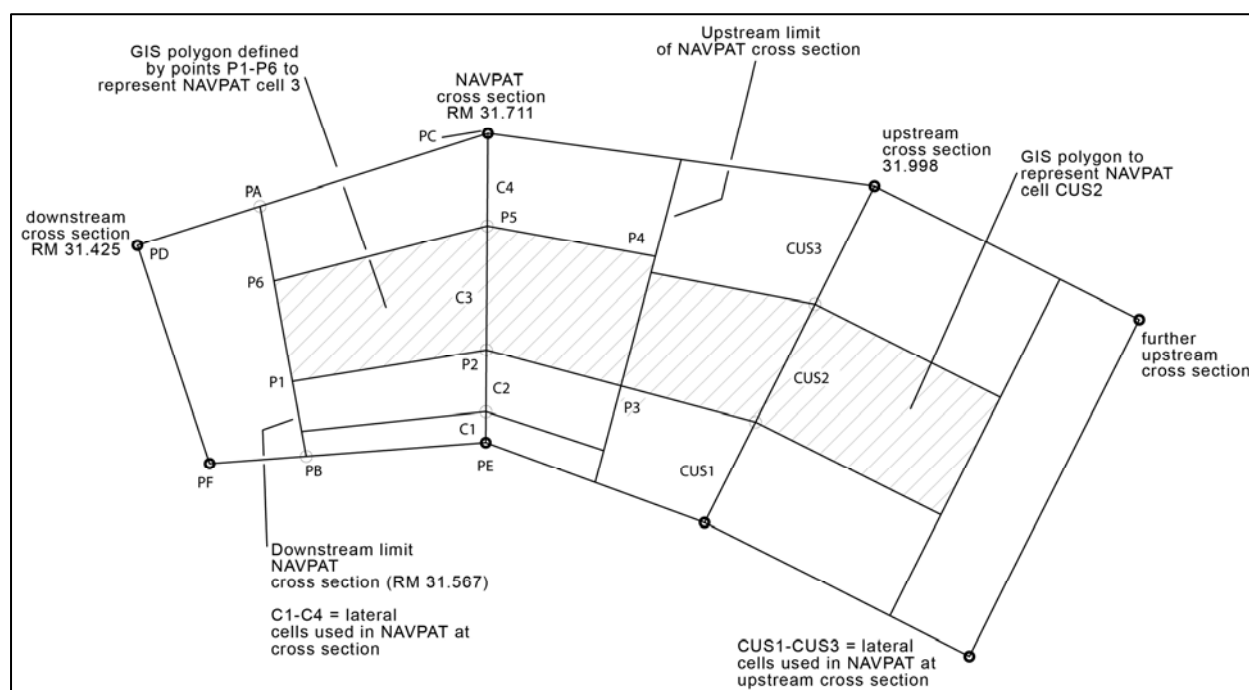 GIS polygon defined
by points P1-P6 to
represent NAVPAT cell 3
Upstream limit
of NAVPAT cross section
NAVPAT
cross section
RM 31.711
PC
upstream
cross section
31.998
GIS polygon to
represent NAVPAT
cell CUS2
PA
C4
downstream
cross section
RM 31.425
PD
P5
P4
CUS3
P6
C3
further
upstream
cross section
P1
P2
CUS2
C2
P3
C1
PF
PB
PE
CUS1
Downstream limit
NAVPAT
cross section (RM 31.567)
C1-C4 = lateral
cells used in NAVPAT at
cross section
CUS1-CUS3 = lateral
cells used in NAVPAT at
upstream cross section